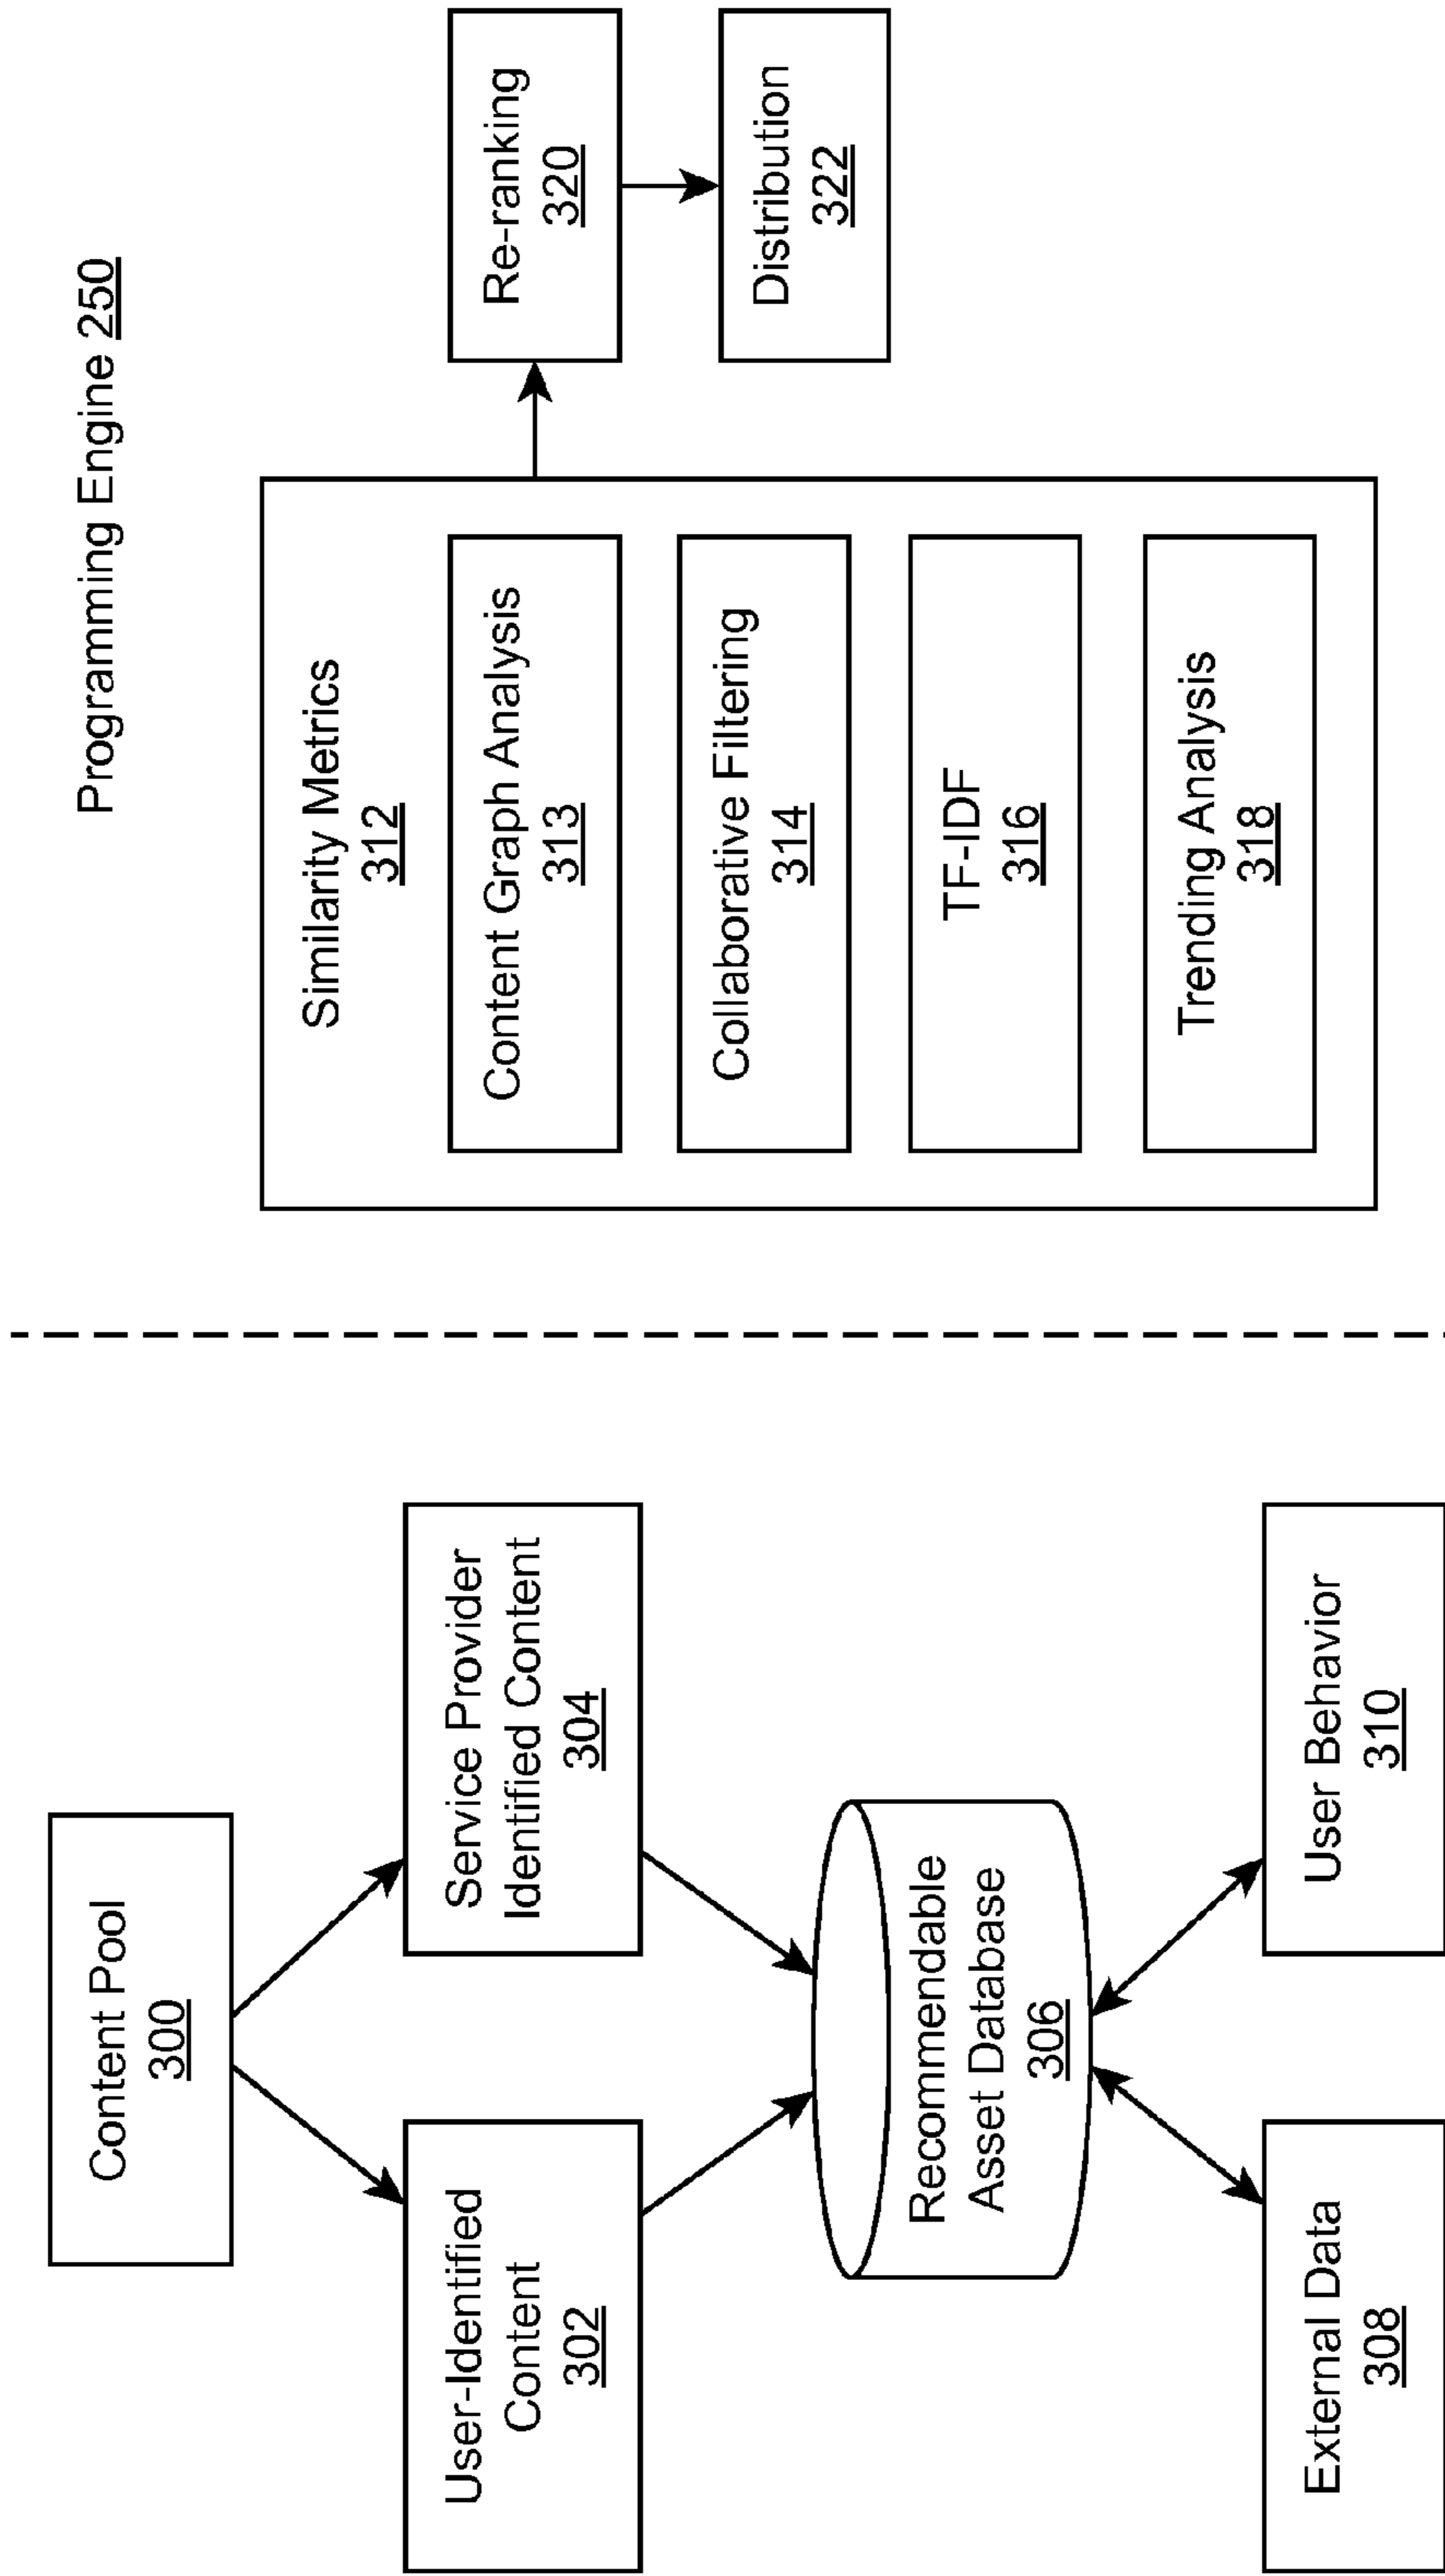 Programming Engine 250
Content Pool
300
User-Identified
Content
302
Service Provider
Identified Content
304
Recommendable
Asset Database
306
External Data
308
User Behavior
310
Similarity Metrics
312
Content Graph Analysis
313
Collaborative Filtering
314
TF-IDF
316
Trending Analysis
318
Re-ranking
320
Distribution
322